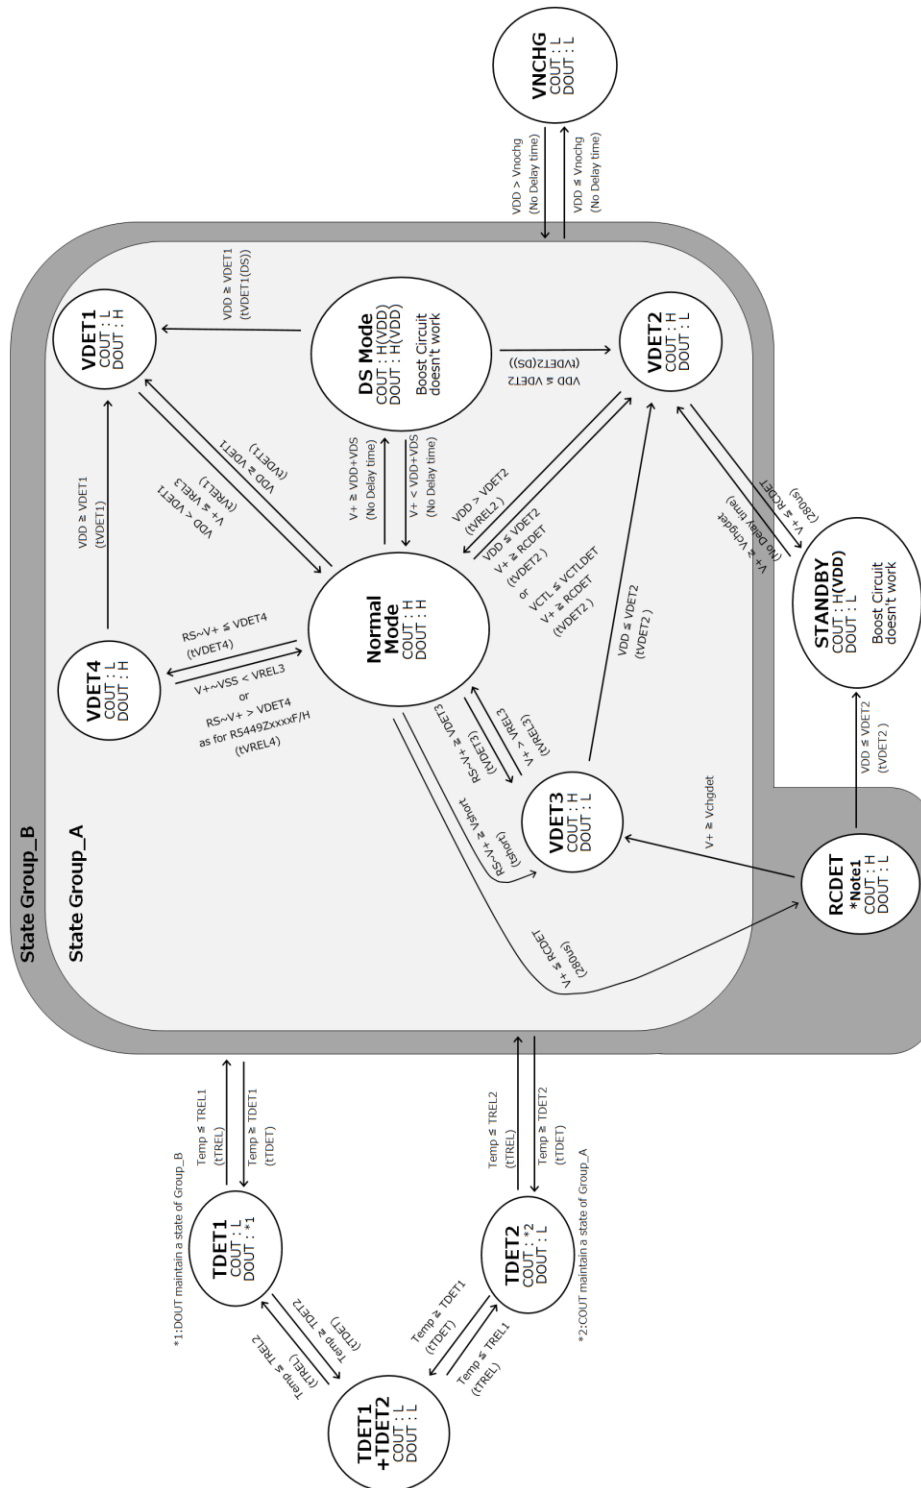 State Group_B
State Group_A
VDET4
COUT : L
DOUT : H
VDD ≧ VDET1
(tVDET1)
VDET1
COUT : L
DOUT : H
RS~V+ ≦ VDET4
(tVDET4)
V+~VSS < VREL3
or
RS~V+ > VDET4
as for RS449ZxxxxF/H
(tVREL4)
VDD < VDET1
V+ ≦ VREL3
(tVREL1)
VDD ≧ VDET1
(tVDET1)
VDD ≧ VDET1
(tVDET1(DS))
Temp ≦ TREL1
(tTREL)
Temp ≧ TDET1
(tTDET)
*1:DOUT maintain a state of Group_B
TDET1
COUT : L
DOUT : *1
Normal
Mode
COUT : H
DOUT : H
V+ ≧ VDD+VDS
(No Delay time)
V+ < VDD+VDS
(No Delay time)
DS Mode
COUT : H(VDD)
DOUT : H(VDD)
Boost Circuit
doesn't work
Temp ≦ TREL2
(tTREL)
Temp ≧ TDET2
(tTDET)
TDET1
+TDET2
COUT : L
DOUT : L
Temp ≧ TDET1
(tTDET)
Temp ≦ TREL1
(tTREL)
RS~V+ ≧ VDET3
(tVDET3)
V+ > VREL3
(tVREL3)
RS~V+ ≧ Vshort
(tshort)
V+ ≦ RCDET
(280us)
VDD > VDET2
(tVREL2 )
VDD ≦ VDET2
V+ ≧ RCDET
(tVDET2 )
or
VCTL ≦ VCTLDET
V+ ≧ RCDET
(tVDET2 )
VDD ≦ VDET2
(tVDET2(DS))
VDD > Vnochg
(No Delay time)
VDD ≦ Vnochg
(No Delay time)
VNCHG
COUT : L
DOUT : L
Temp ≦ TREL2
(tTREL)
Temp ≧ TDET2
(tTDET)
TDET2
COUT : *2
DOUT : L
*2:COUT maintain a state of Group_A
VDET3
COUT : H
DOUT : L
VDD ≦ VDET2
(tVDET2 )
VDET2
COUT : H
DOUT : L
V+ ≧ Vchgdet
V+ ≧ Vchgdet
(No Delay time)
V+ ≦ RCDET
(280us)
RCDET
*Note1
COUT : H
DOUT : L
VDD ≦ VDET2
(tVDET2 )
STANDBY
COUT : H(VDD)
DOUT : L
Boost Circuit
doesn't work